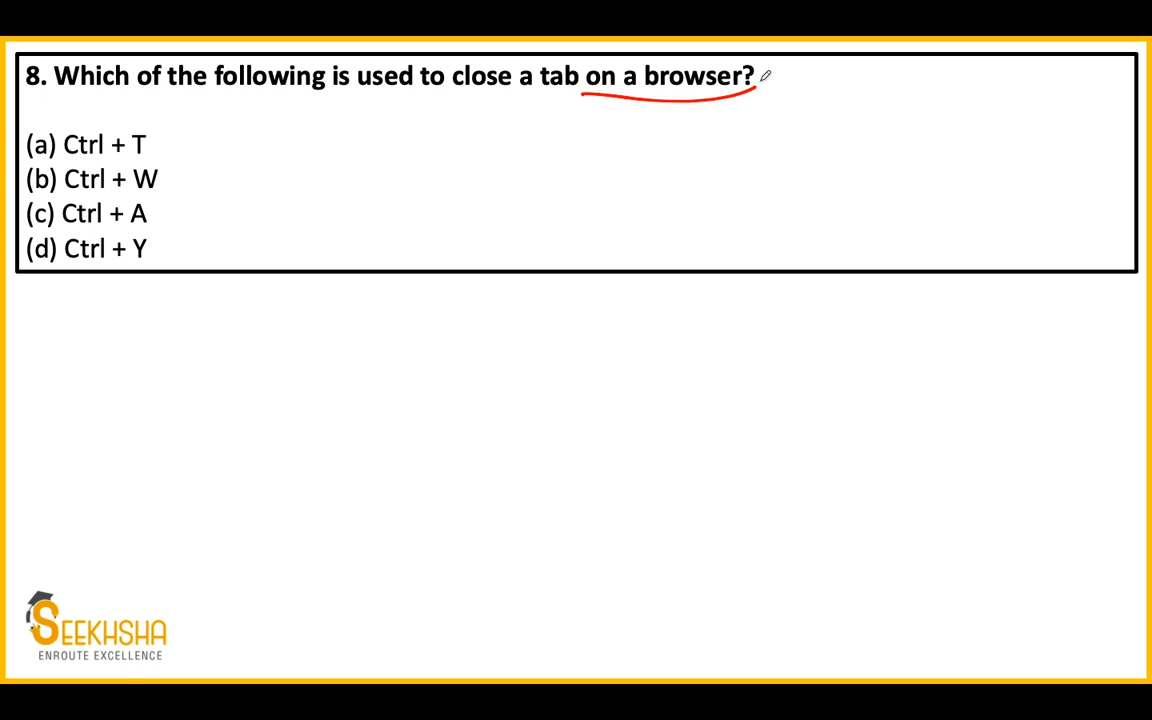 8. Which of the following is used to close a tab on a browser?
(a) Ctrl + T
(b) Ctrl + W
(c) Ctrl + A
(d) Ctrl + Y
SEEKHSHA
ENROUTE EXCELLENCE